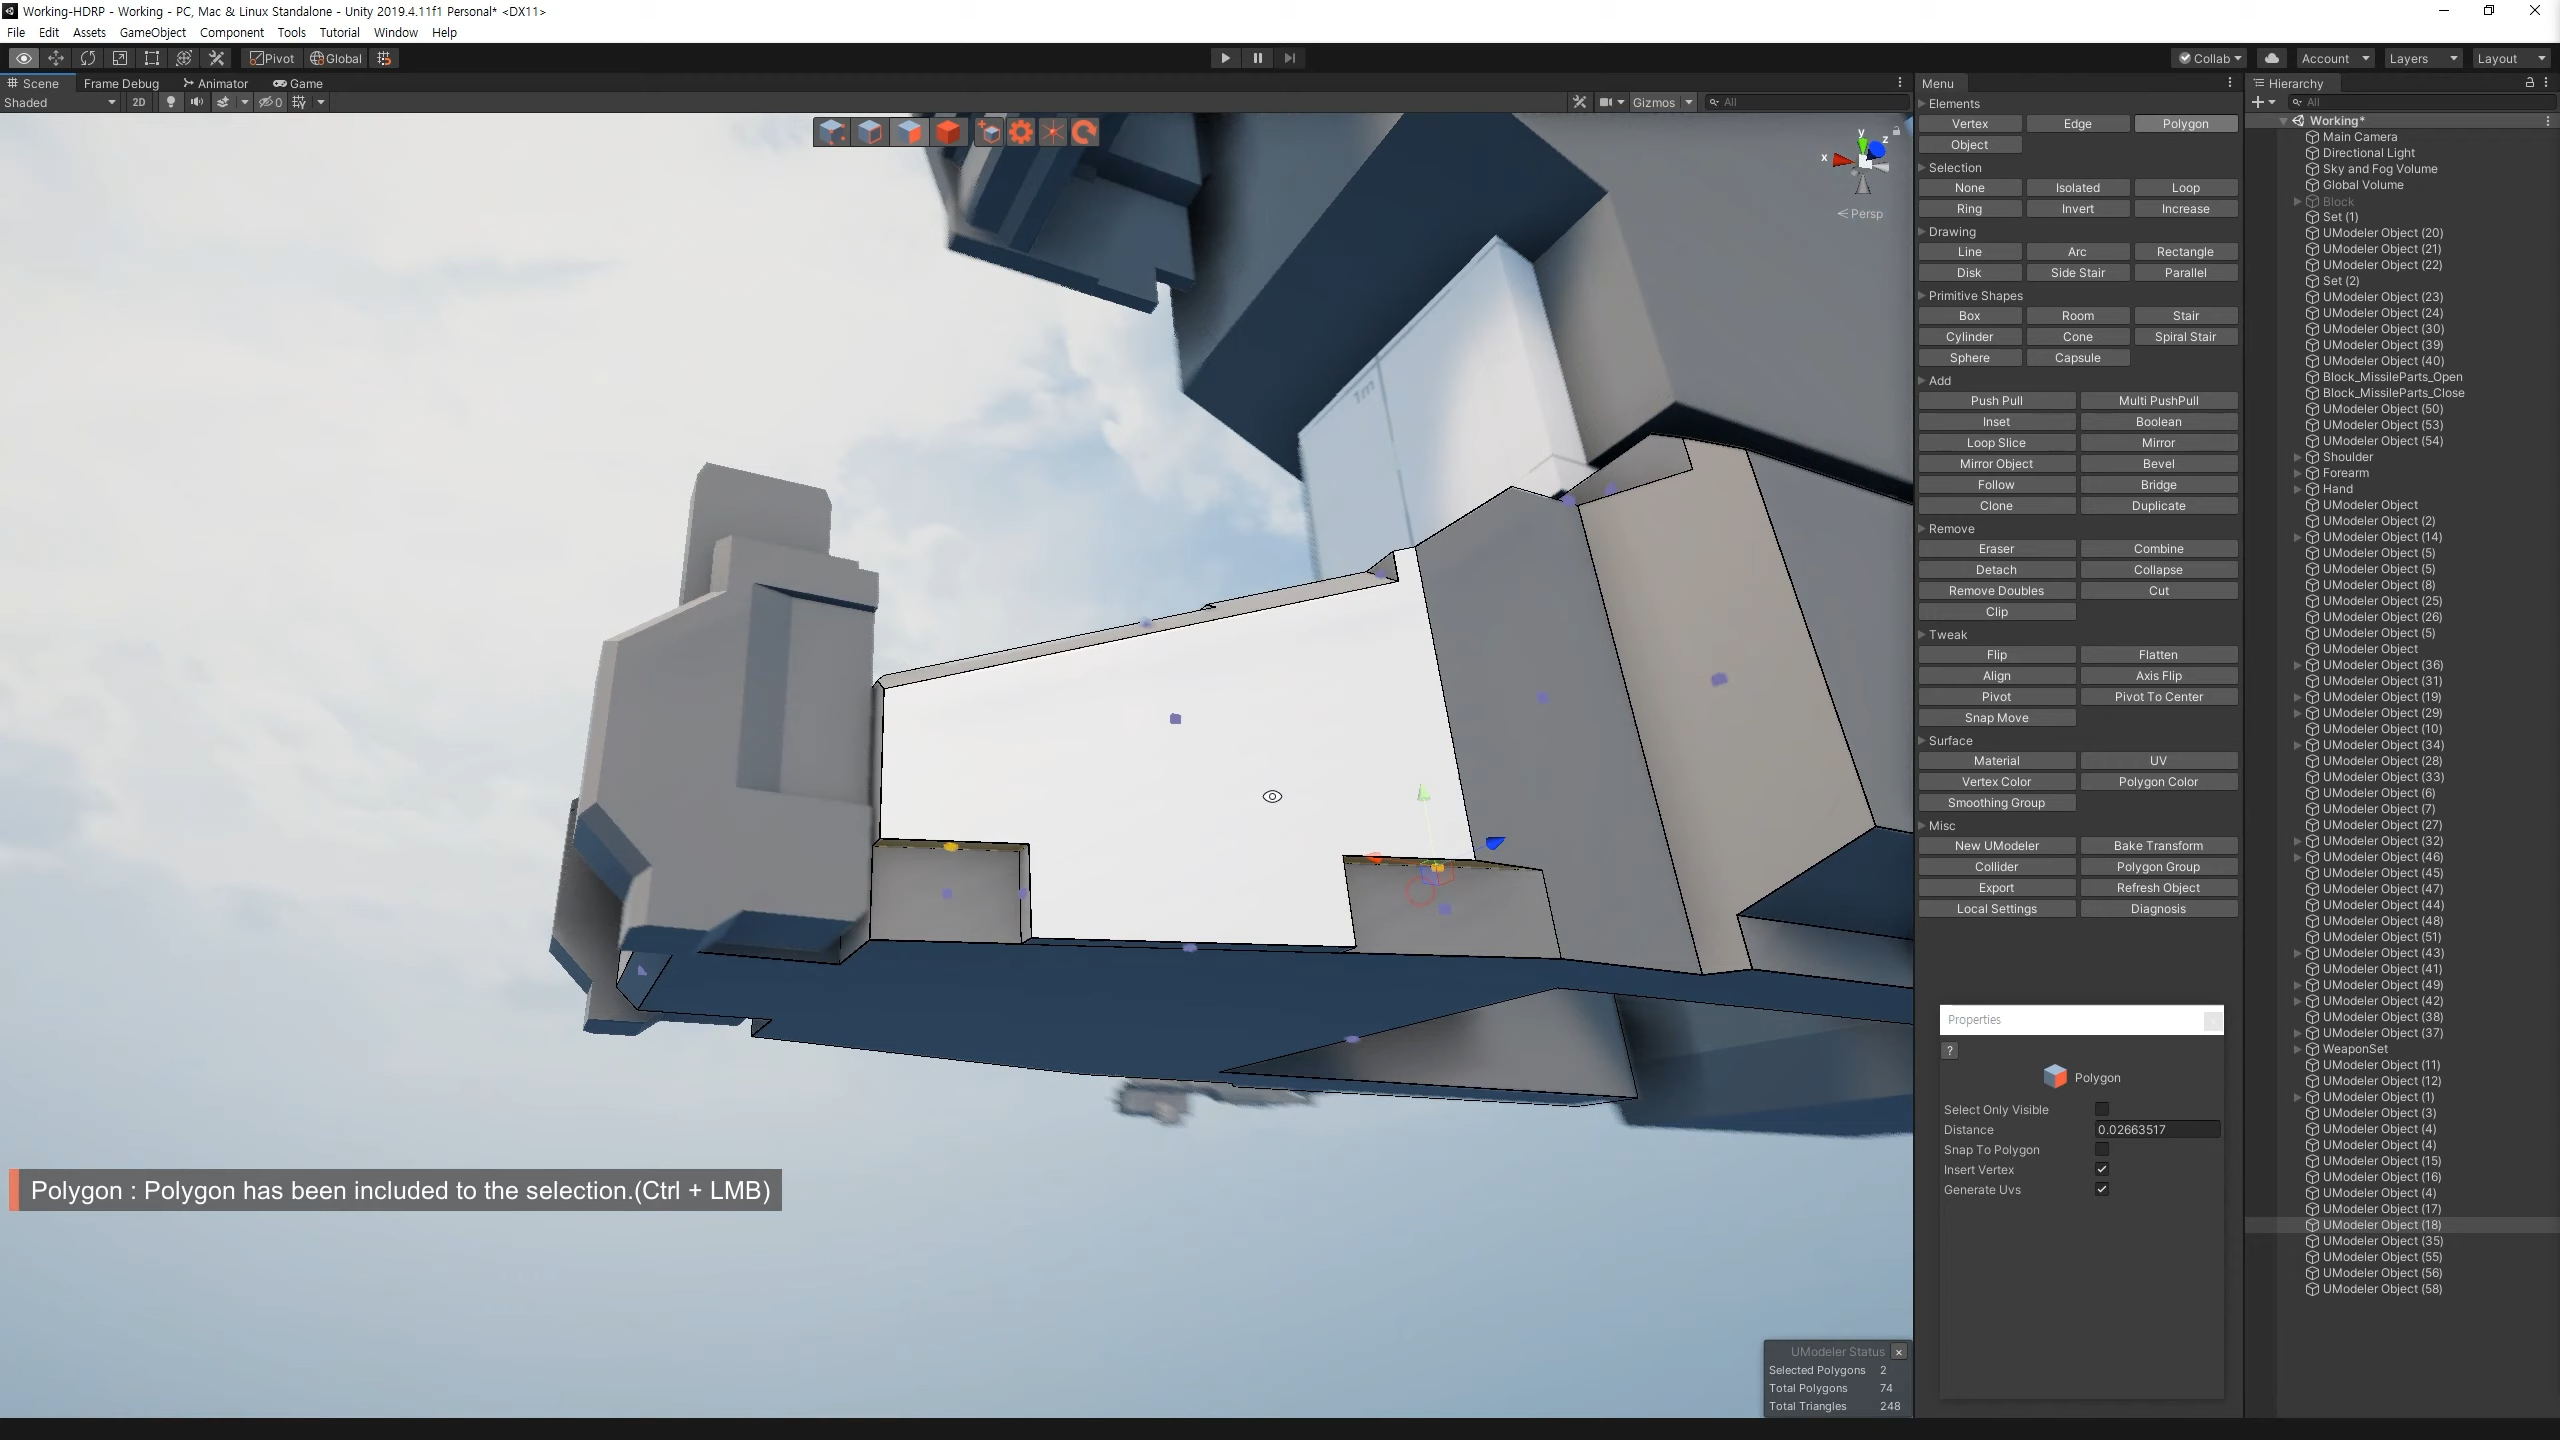 Working-HDRP - Working - PC, Mac & Linux Standalone - Unity 2019.4.11f1 Personal* <DX11>
File Edit Assets GameObject Component Tools Tutorial Window Help
Pivot Global Collab Account Layers Layout
Scene Frame Debug Animator Game
Shaded 2D 0 Gizmos All
y
x z
Persp
1m
Polygon : Polygon has been included to the selection.(Ctrl + LMB)
UModeler Status
Selected Polygons 2
Total Polygons 74
Total Triangles 248
Menu
Elements
Vertex Edge Polygon
Object
Selection
None Isolated Loop
Ring Invert Increase
Drawing
Line Arc Rectangle
Disk Side Stair Parallel
Primitive Shapes
Box Room Stair
Cylinder Cone Spiral Stair
Sphere Capsule
Add
Push Pull Multi PushPull
Inset Boolean
Loop Slice Mirror
Mirror Object Bevel
Follow Bridge
Clone Duplicate
Remove
Eraser Combine
Detach Collapse
Remove Doubles Cut
Clip
Tweak
Flip Flatten
Align Axis Flip
Pivot Pivot To Center
Snap Move
Surface
Material UV
Vertex Color Polygon Color
Smoothing Group
Misc
New UModeler Bake Transform
Collider Polygon Group
Export Refresh Object
Local Settings Diagnosis
Properties
?
Polygon
Select Only Visible
Distance 0.02663517
Snap To Polygon
Insert Vertex
Generate Uvs
Hierarchy
All
Working*
Main Camera
Directional Light
Sky and Fog Volume
Global Volume
Block
Set (1)
UModeler Object (20)
UModeler Object (21)
UModeler Object (22)
Set (2)
UModeler Object (23)
UModeler Object (24)
UModeler Object (30)
UModeler Object (39)
UModeler Object (40)
Block_MissileParts_Open
Block_MissileParts_Close
UModeler Object (50)
UModeler Object (53)
UModeler Object (54)
Shoulder
Forearm
Hand
UModeler Object
UModeler Object (2)
UModeler Object (14)
UModeler Object (5)
UModeler Object (5)
UModeler Object (8)
UModeler Object (25)
UModeler Object (26)
UModeler Object (5)
UModeler Object
UModeler Object (36)
UModeler Object (31)
UModeler Object (19)
UModeler Object (29)
UModeler Object (10)
UModeler Object (34)
UModeler Object (28)
UModeler Object (33)
UModeler Object (6)
UModeler Object (7)
UModeler Object (27)
UModeler Object (32)
UModeler Object (46)
UModeler Object (45)
UModeler Object (47)
UModeler Object (44)
UModeler Object (48)
UModeler Object (51)
UModeler Object (43)
UModeler Object (41)
UModeler Object (49)
UModeler Object (42)
UModeler Object (38)
UModeler Object (37)
WeaponSet
UModeler Object (11)
UModeler Object (12)
UModeler Object (1)
UModeler Object (3)
UModeler Object (4)
UModeler Object (4)
UModeler Object (15)
UModeler Object (16)
UModeler Object (4)
UModeler Object (17)
UModeler Object (18)
UModeler Object (35)
UModeler Object (55)
UModeler Object (56)
UModeler Object (58)